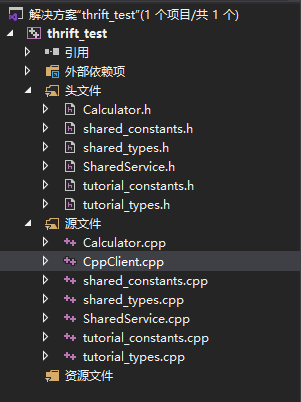 解决方案"thrift_test"(1 个项目/共 1 个)
thrift_test
引用
外部依赖项
头文件
Calculator.h
shared_constants.h
shared_types.h
SharedService.h
tutorial_constants.h
tutorial_types.h
源文件
Calculator.cpp
CppClient.cpp
shared_constants.cpp
shared_types.cpp
SharedService.cpp
tutorial_constants.cpp
tutorial_types.cpp
资源文件